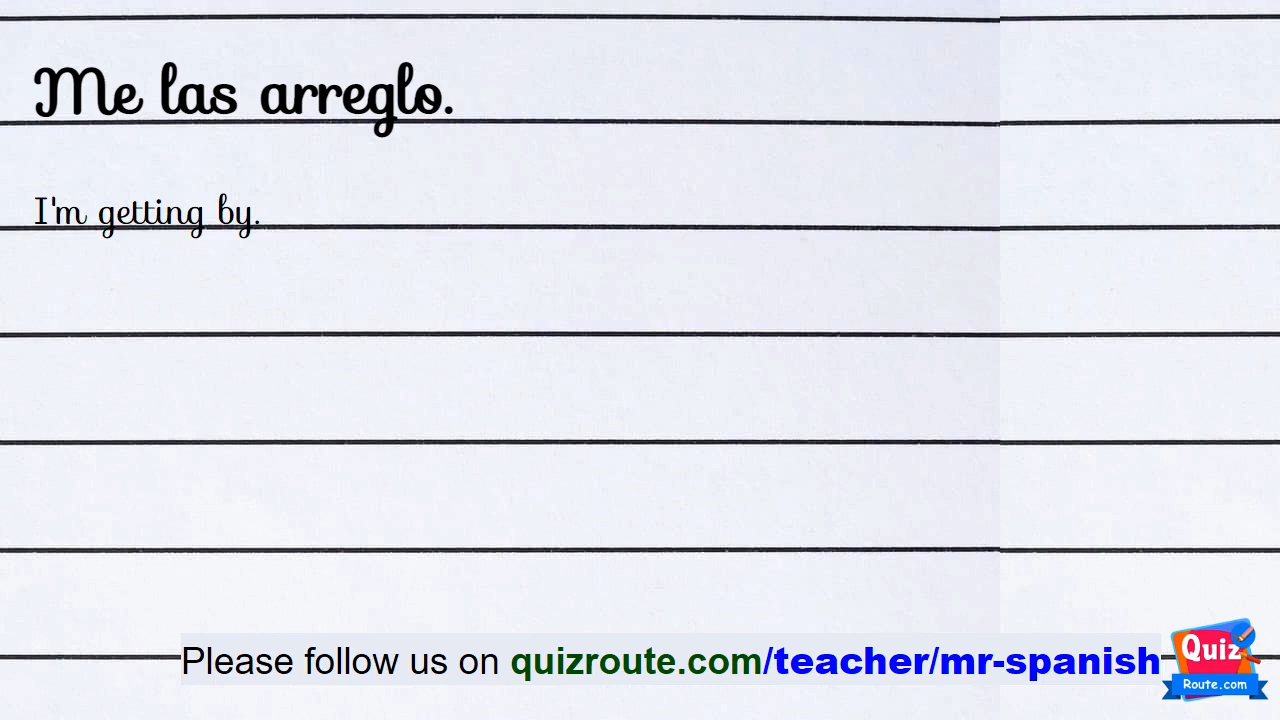 Me las arreglo.
I'm getting by.
Please follow us on quizroute.com/teacher/mr-spanish
Quiz
Route.com